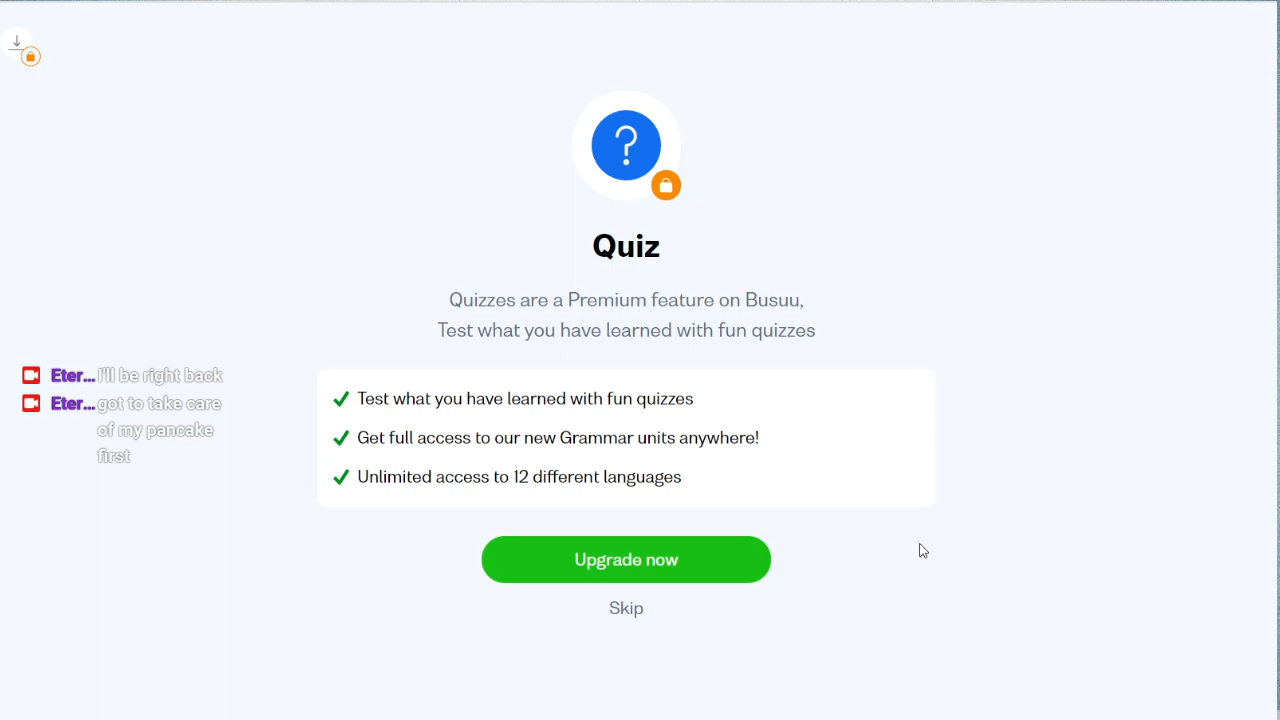 Quiz
Quizzes are a Premium feature on Busuu,
Test what you have learned with fun quizzes
Eter... I'll be right back
Eter... got to take care
of my pancake
first
Test what you have learned with fun quizzes
Get full access to our new Grammar units anywhere!
Unlimited access to 12 different languages
Upgrade now
Skip